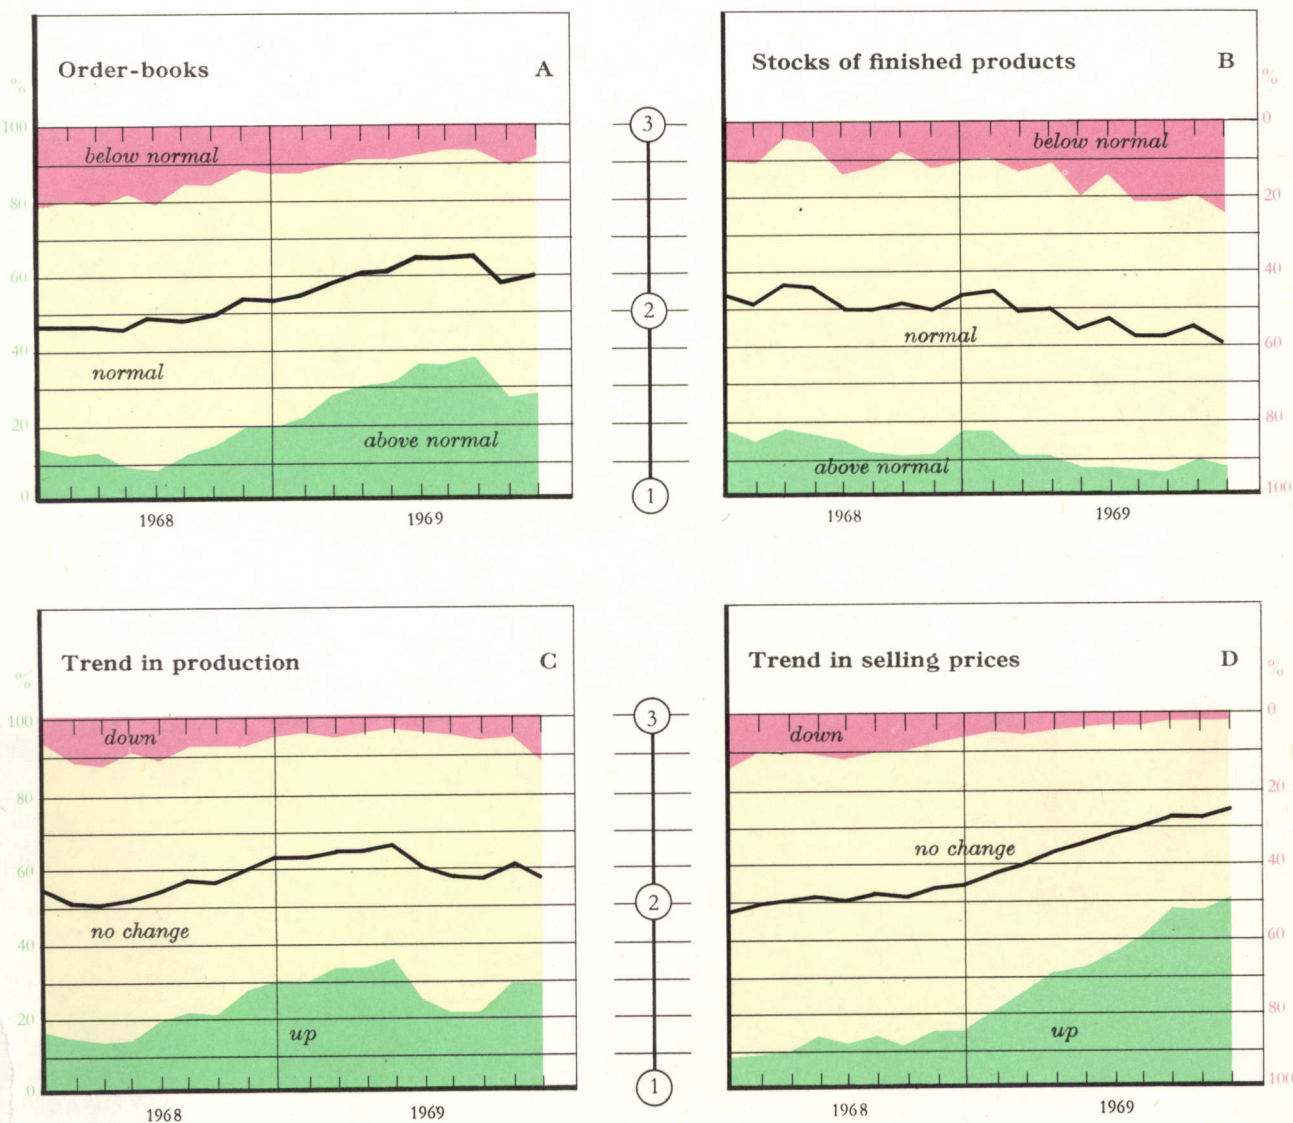 Order-books A
%
100
80
60
40
20
0
below normal
normal
above normal
1968 1969
3
2
1
Stocks of finished products B
%
0
20
40
60
80
100
below normal
normal
above normal
1968 1969
Trend in production C
%
100
80
60
40
20
0
down
no change
up
1968 1969
3
2
1
Trend in selling prices D
%
0
20
40
60
80
100
down
no change
up
1968 1969